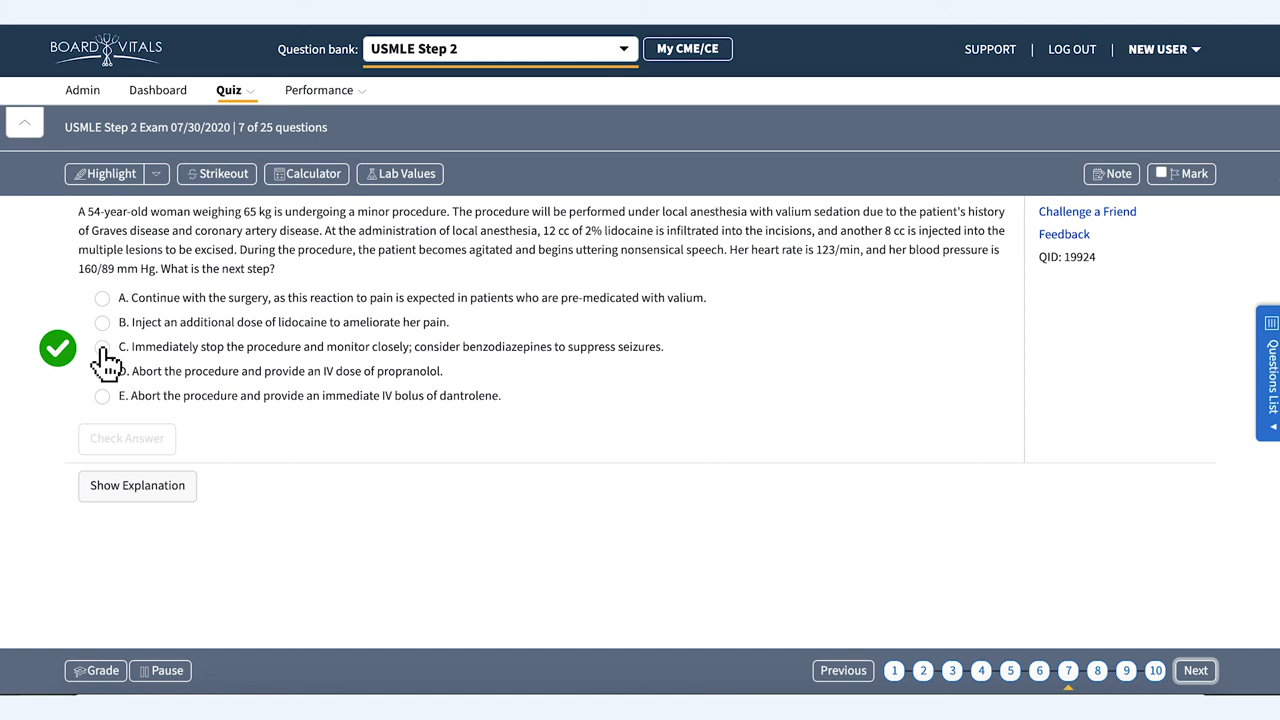 BOARD VITALS
Question bank:
USMLE Step 2
My CME/CE
SUPPORT | LOG OUT | NEW USER
Admin
Dashboard
Quiz
Performance
USMLE Step 2 Exam 07/30/2020 | 7 of 25 questions
Highlight
Strikeout
Calculator
Lab Values
Note
Mark
A 54-year-old woman weighing 65 kg is undergoing a minor procedure. The procedure will be performed under local anesthesia with valium sedation due to the patient's history
of Graves disease and coronary artery disease. At the administration of local anesthesia, 12 cc of 2% lidocaine is infiltrated into the incisions, and another 8 cc is injected into the
multiple lesions to be excised. During the procedure, the patient becomes agitated and begins uttering nonsensical speech. Her heart rate is 123/min, and her blood pressure is
160/89 mm Hg. What is the next step?
A. Continue with the surgery, as this reaction to pain is expected in patients who are pre-medicated with valium.
B. Inject an additional dose of lidocaine to ameliorate her pain.
C. Immediately stop the procedure and monitor closely; consider benzodiazepines to suppress seizures.
D. Abort the procedure and provide an IV dose of propranolol.
E. Abort the procedure and provide an immediate IV bolus of dantrolene.
Challenge a Friend
Feedback
QID: 19924
Check Answer
Show Explanation
Questions List
Grade
Pause
Previous
1 2 3 4 5 6 7 8 9 10
Next